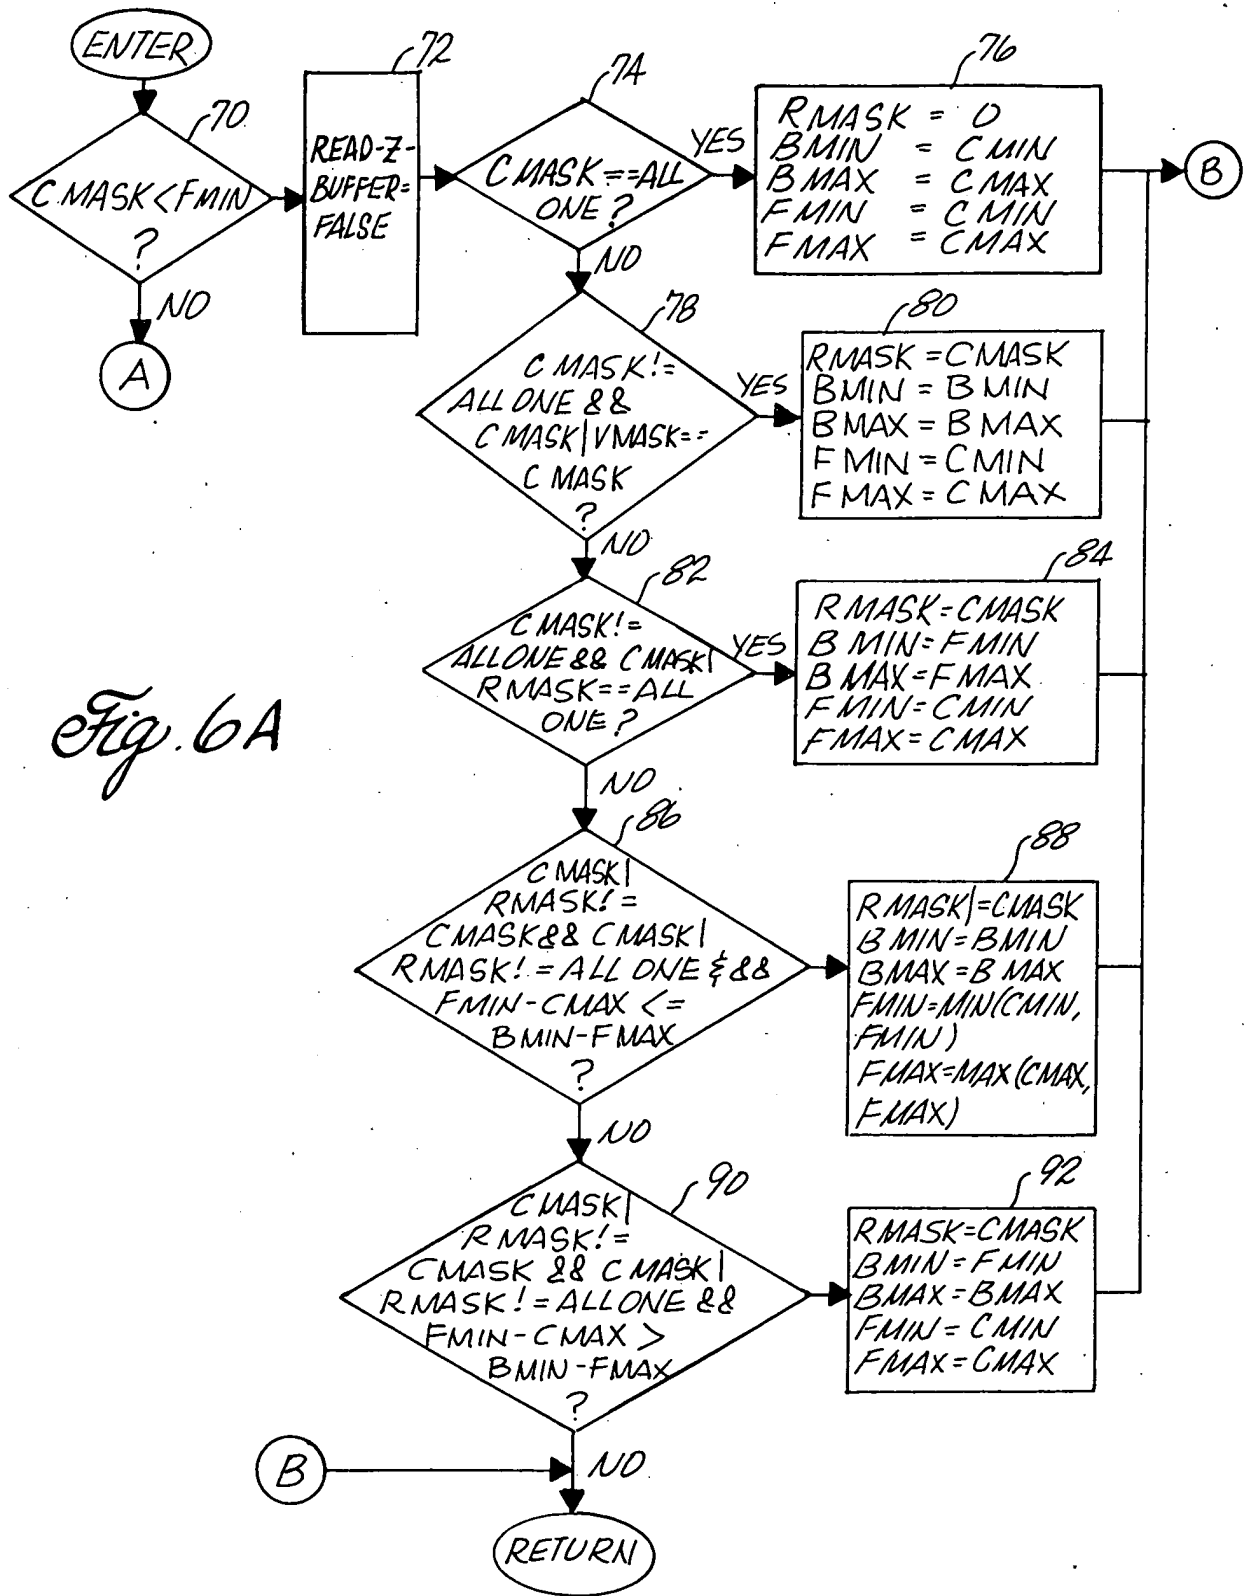 ENTER
70
C MASK < FMIN
?
NO
A
72
READ-Z-
BUFFER=
FALSE
74
C MASK == ALL
ONE ?
YES
NO
76
RMASK = 0
BMIN = CMIN
BMAX = CMAX
FMIN = CMIN
FMAX = CMAX
B
78
C MASK !=
ALL ONE &&
C MASK | VMASK ==
C MASK
?
YES
NO
80
RMASK = CMASK
BMIN = BMIN
BMAX = BMAX
FMIN = CMIN
FMAX = CMAX
82
C MASK !=
ALL ONE && C MASK |
RMASK == ALL
ONE ?
YES
NO
84
RMASK = CMASK
BMIN = FMIN
BMAX = FMAX
FMIN = CMIN
FMAX = CMAX
Fig. 6A
86
C MASK |
RMASK !=
CMASK && CMASK |
RMASK != ALL ONE & &&
FMIN - CMAX <=
BMIN - FMAX
?
NO
88
RMASK |= CMASK
BMIN = BMIN
BMAX = BMAX
FMIN = MIN(CMIN,
FMIN)
FMAX = MAX(CMAX,
FMAX)
90
C MASK |
RMASK !=
CMASK && CMASK |
RMASK != ALL ONE &&
FMIN - CMAX >
BMIN - FMAX
?
NO
92
RMASK = CMASK
BMIN = FMIN
BMAX = BMAX
FMIN = CMIN
FMAX = CMAX
B
RETURN